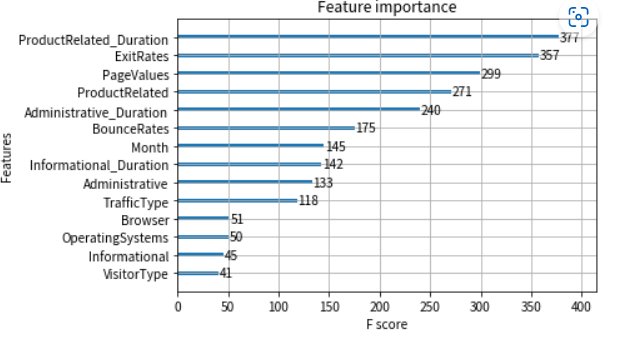 Feature importance
ProductRelated_Duration 377
ExitRates 357
PageValues 299
ProductRelated 271
Administrative_Duration 240
BounceRates 175
Month 145
Informational_Duration 142
Administrative 133
TrafficType 118
Browser 51
OperatingSystems 50
Informational 45
VisitorType 41
Features
0 50 100 150 200 250 300 350 400
F score